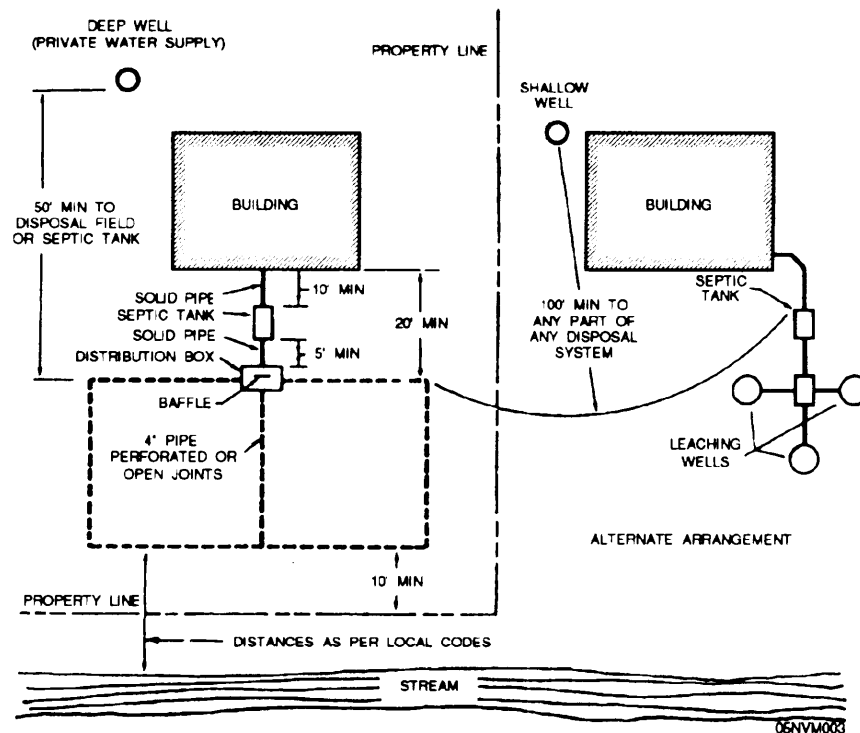 DEEP WELL
(PRIVATE WATER SUPPLY)
PROPERTY LINE
SHALLOW
WELL
50' MIN TO
DISPOSAL FIELD
OR SEPTIC TANK
BUILDING
BUILDING
SOLID PIPE
10' MIN
SEPTIC TANK
SOLID PIPE
5' MIN
DISTRIBUTION BOX
20' MIN
BAFFLE
4" PIPE
PERFORATED OR
OPEN JOINTS
100' MIN TO
ANY PART OF
ANY DISPOSAL
SYSTEM
SEPTIC
TANK
LEACHING
WELLS
ALTERNATE ARRANGEMENT
10' MIN
PROPERTY LINE
DISTANCES AS PER LOCAL CODES
STREAM
05NVM003